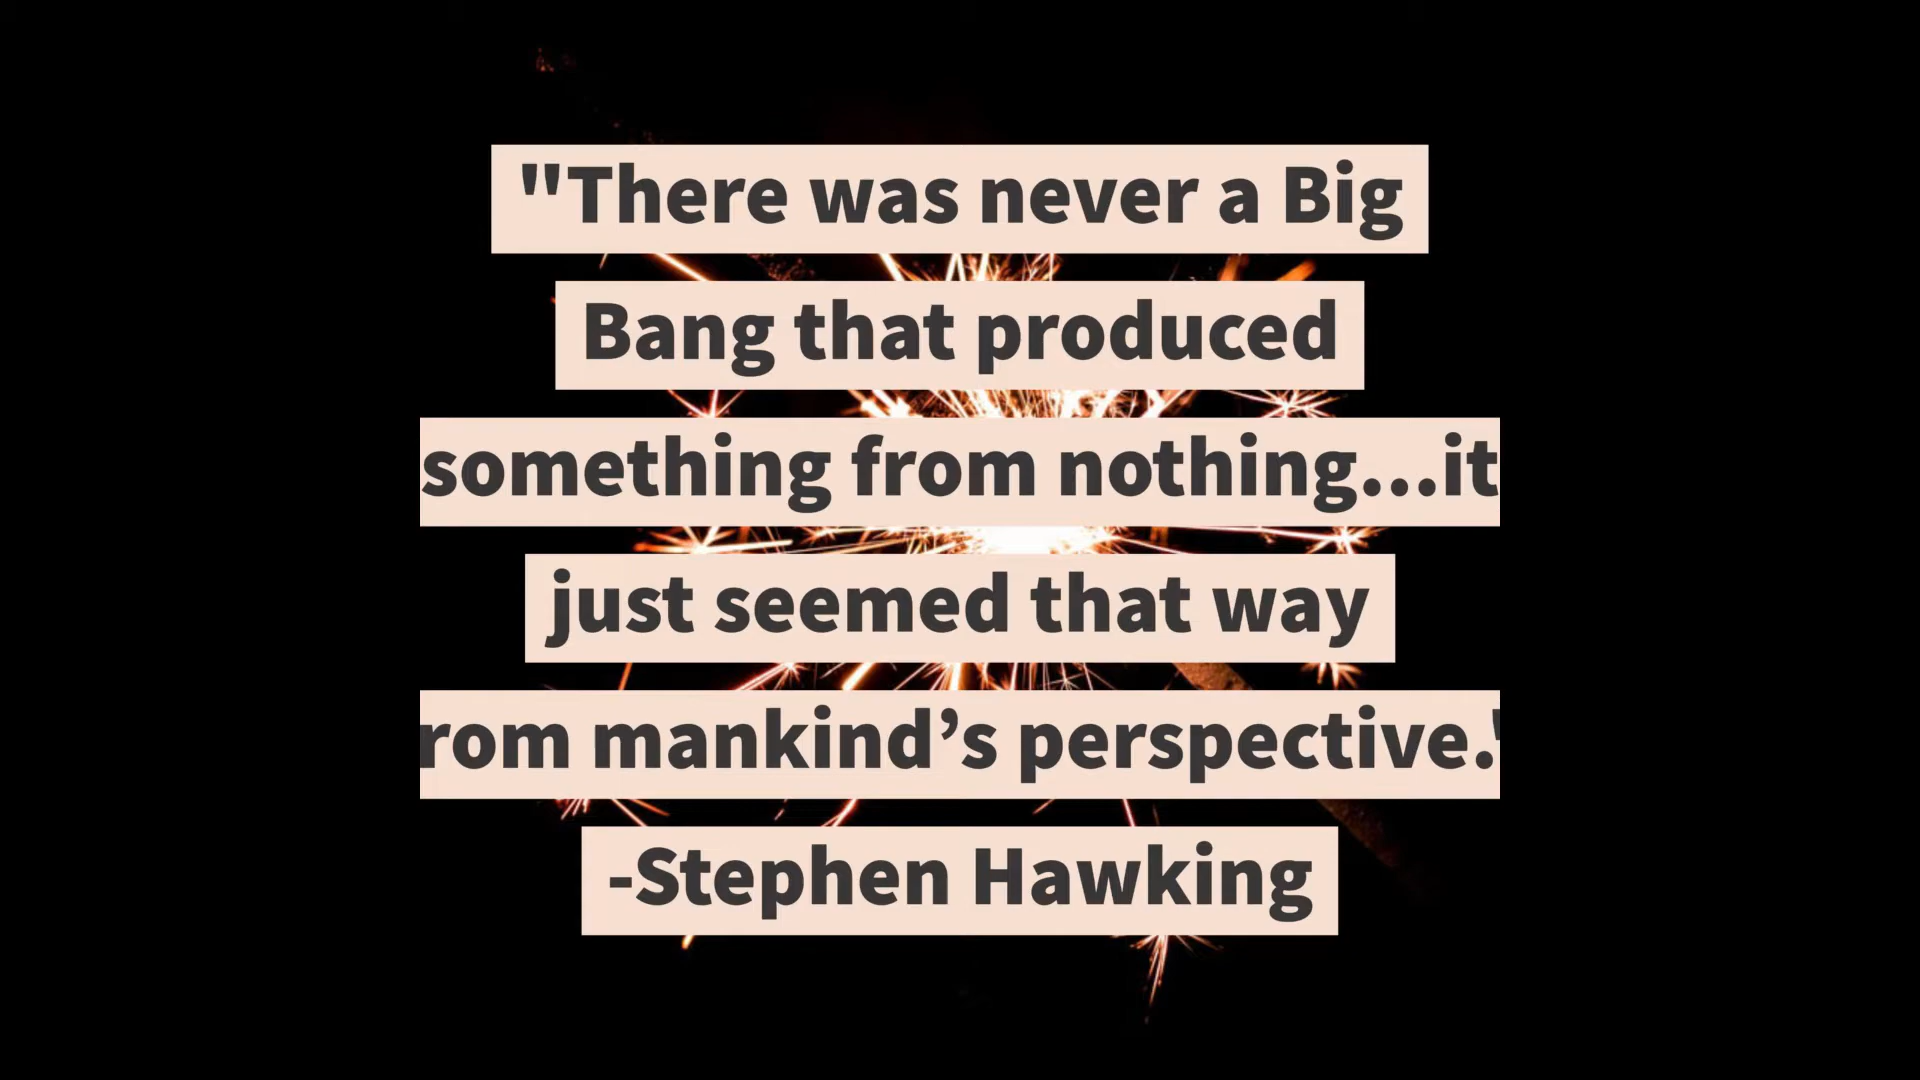 "There was never a Big
Bang that produced
something from nothing...it
just seemed that way
rom mankind’s perspective."
-Stephen Hawking